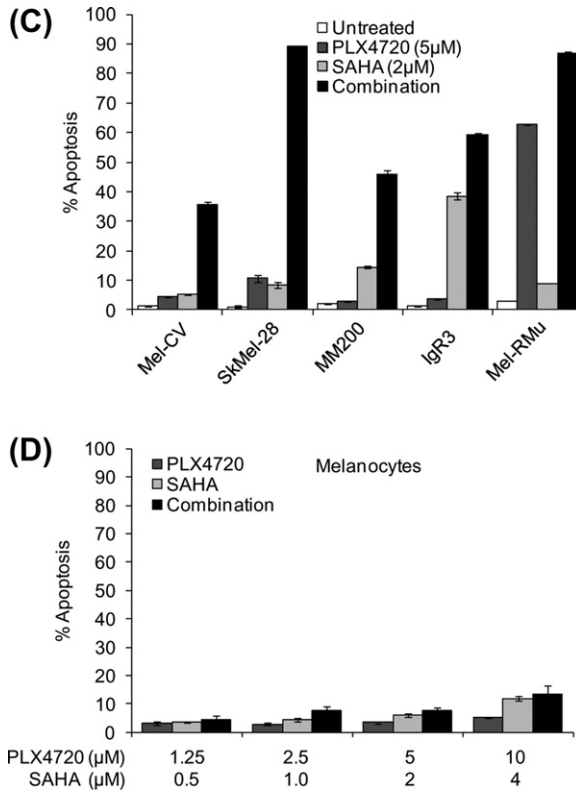 (C)
Untreated
PLX4720 (5µM)
SAHA (2µM)
Combination
100
90
80
70
60
50
40
30
20
10
0
% Apoptosis
Mel-CV
SkMel-28
MM200
IgR3
Mel-RMu
(D)
PLX4720
SAHA
Combination
Melanocytes
100
90
80
70
60
50
40
30
20
10
0
% Apoptosis
PLX4720 (µM) 1.25 2.5 5 10
SAHA (µM) 0.5 1.0 2 4